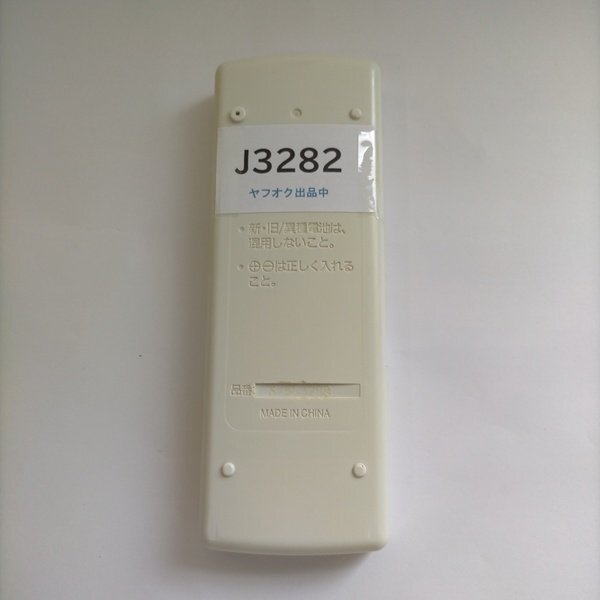 J3282
ヤフオク出品中
• 新・旧/異種電池は、
混用しないこと。
• ⊕⊖は正しく入れる
こと。
品番:
MADE IN CHINA